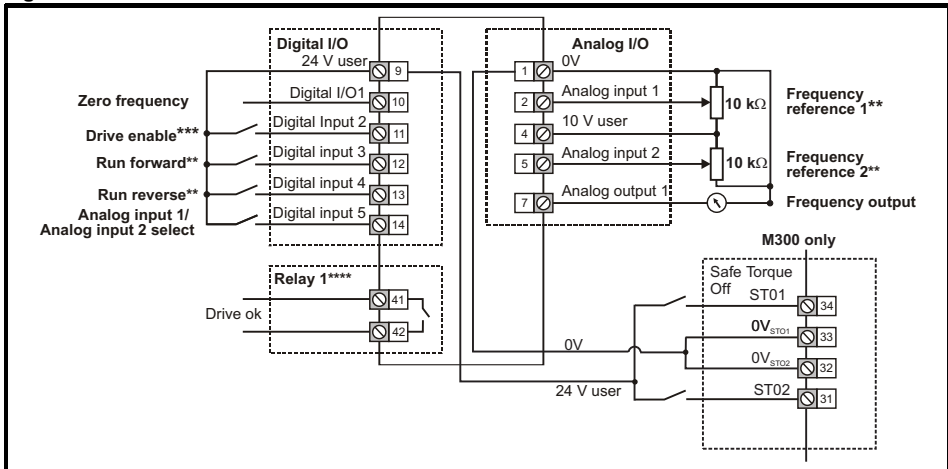 Digital I/O
24 V user
9
Zero frequency
Digital I/O1
10
Drive enable***
Digital Input 2
11
Run forward**
Digital input 3
12
Run reverse**
Digital input 4
13
Analog input 1/
Analog input 2 select
Digital input 5
14
Relay 1****
Drive ok
41
42
Analog I/O
1
0V
2
Analog input 1
10 kΩ
Frequency
reference 1**
4
10 V user
5
Analog input 2
10 kΩ
Frequency
reference 2**
7
Analog output 1
Frequency output
M300 only
Safe Torque
Off
ST01
34
0V
0VSTO1
33
0VSTO2
32
24 V user
ST02
31